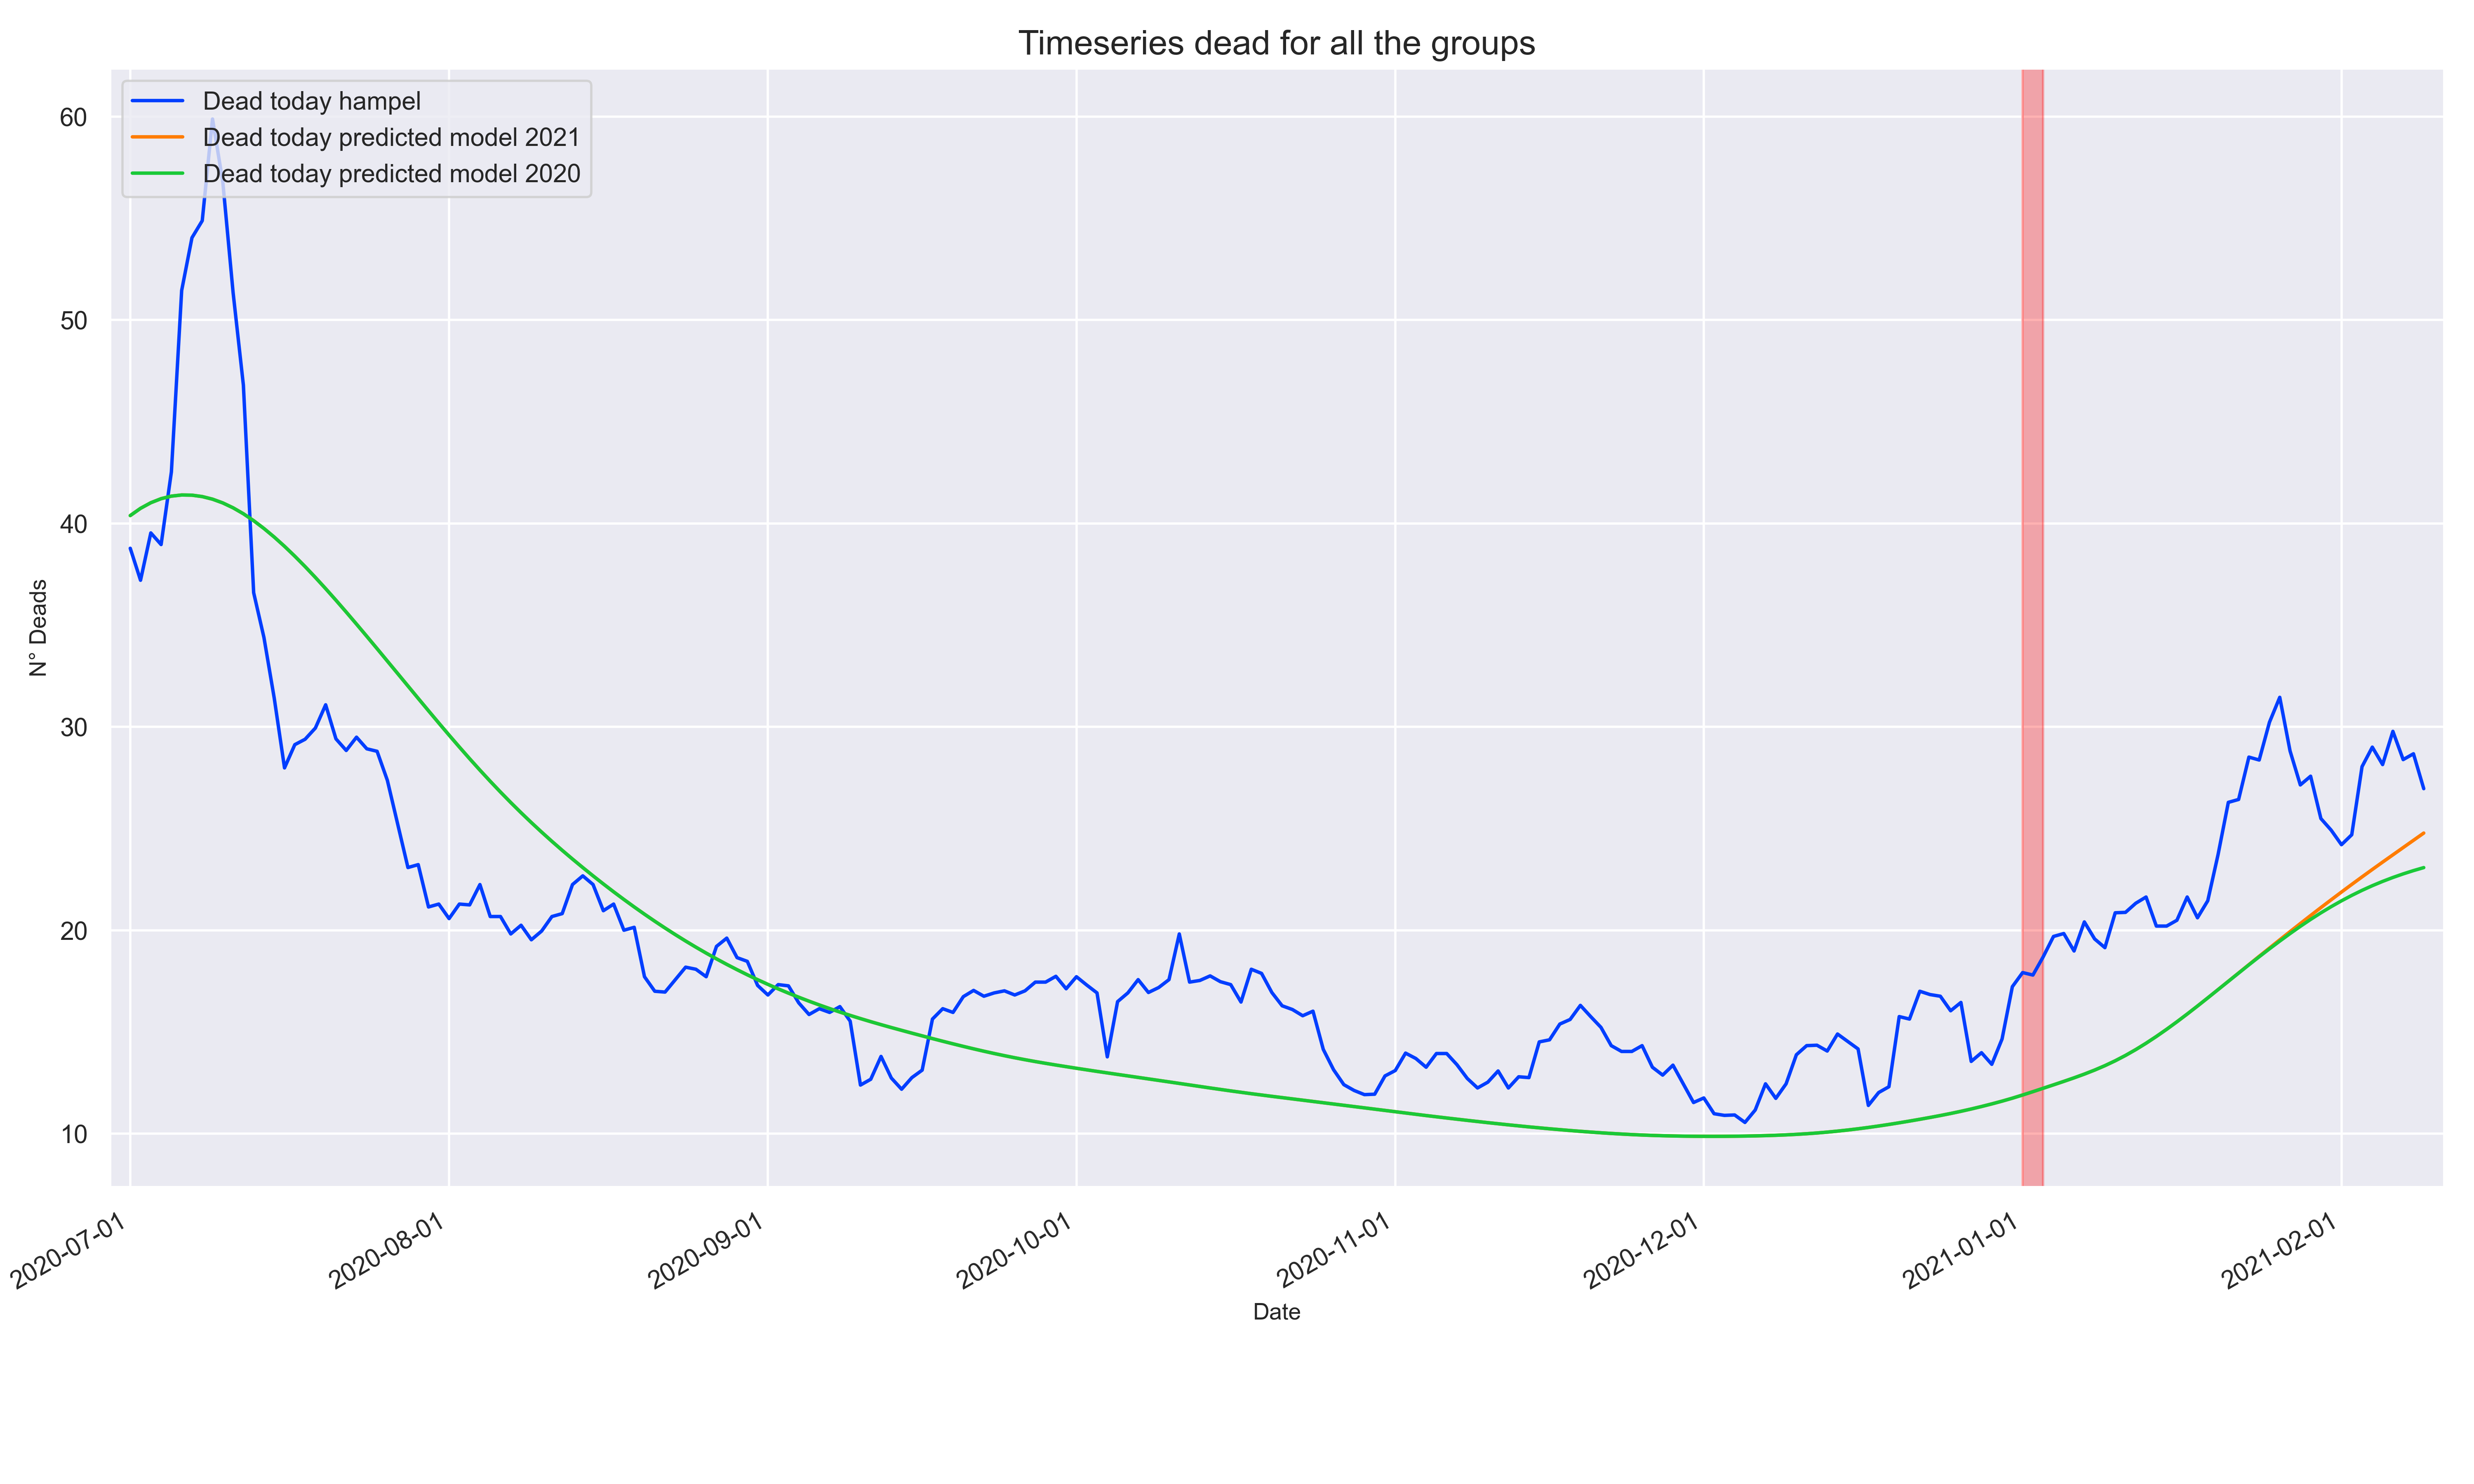 Timeseries dead for all the groups
Dead today hampel
Dead today predicted model 2021
Dead today predicted model 2020
60
50
40
30
20
10
N° Deads
2020-07-01
2020-08-01
2020-09-01
2020-10-01
2020-11-01
2020-12-01
2021-01-01
2021-02-01
Date